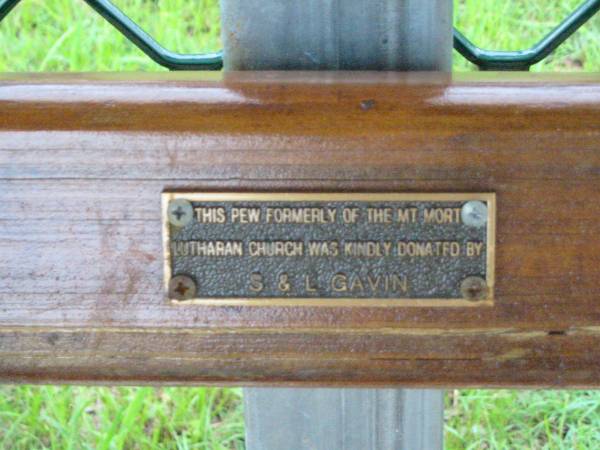 THIS PEW FORMERLY OF THE MT MORT
LUTHARAN CHURCH WAS KINDLY DONATED BY
S & L GAVIN